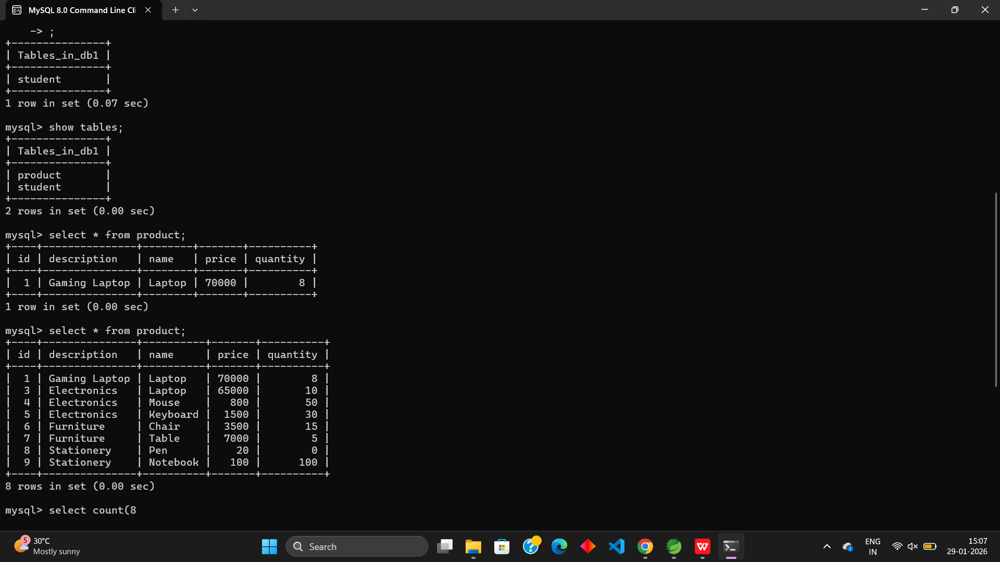 MySQL 8.0 Command Line Cli
-> ;
+---------------+
| Tables_in_db1 |
+---------------+
| student       |
+---------------+
1 row in set (0.07 sec)
mysql> show tables;
+---------------+
| Tables_in_db1 |
+---------------+
| product       |
| student       |
+---------------+
2 rows in set (0.00 sec)
mysql> select * from product;
+----+---------------+--------+-------+----------+
| id | description   | name   | price | quantity |
+----+---------------+--------+-------+----------+
|  1 | Gaming Laptop | Laptop | 70000 |        8 |
+----+---------------+--------+-------+----------+
1 row in set (0.00 sec)
mysql> select * from product;
+----+---------------+----------+-------+----------+
| id | description   | name     | price | quantity |
+----+---------------+----------+-------+----------+
|  1 | Gaming Laptop | Laptop   | 70000 |        8 |
|  3 | Electronics   | Laptop   | 65000 |       10 |
|  4 | Electronics   | Mouse    |   800 |       50 |
|  5 | Electronics   | Keyboard |  1500 |       30 |
|  6 | Furniture     | Chair    |  3500 |       15 |
|  7 | Furniture     | Table    |  7000 |        5 |
|  8 | Stationery    | Pen      |    20 |        0 |
|  9 | Stationery    | Notebook |   100 |      100 |
+----+---------------+----------+-------+----------+
8 rows in set (0.00 sec)
mysql> select count(8
5
30°C
Mostly sunny
Search
ENG
IN
15:07
29-01-2026